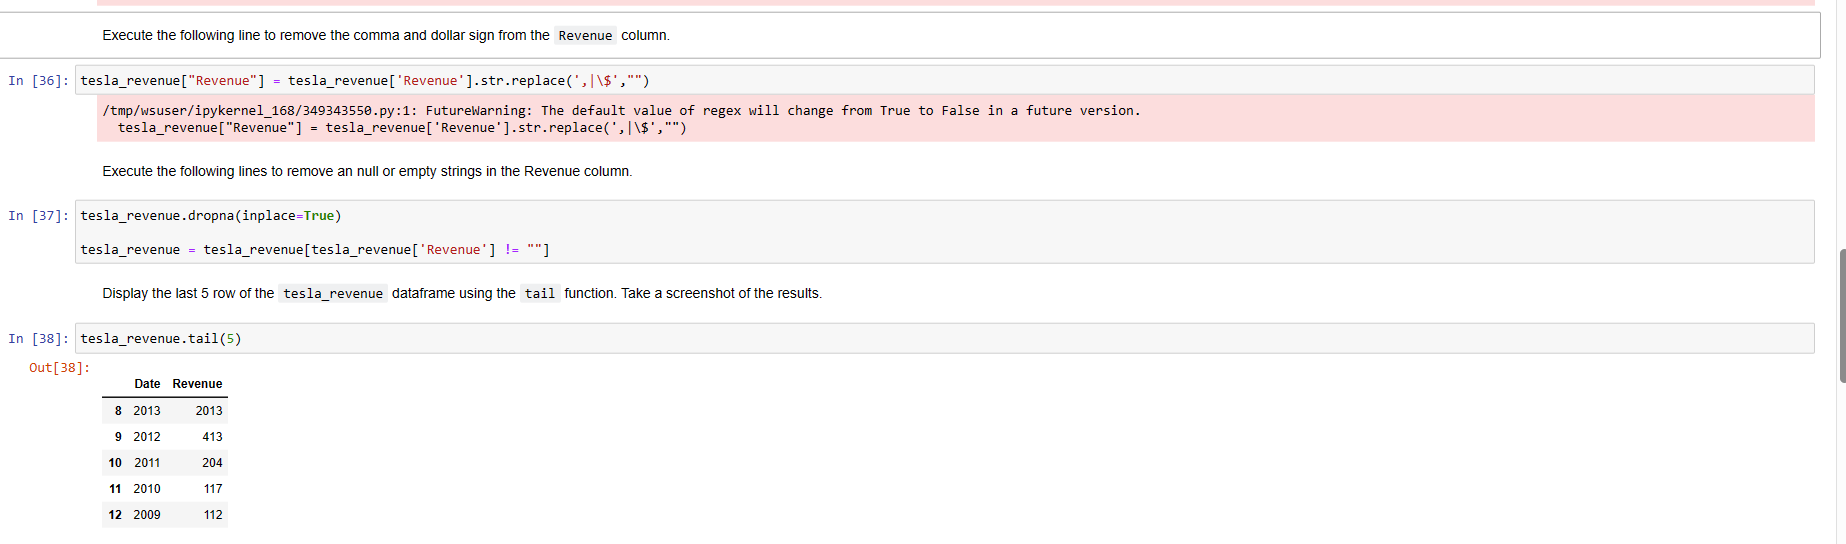 Execute the following line to remove the comma and dollar sign from the Revenue column.
In [36]: tesla_revenue["Revenue"] = tesla_revenue['Revenue'].str.replace(',|\$',"")
/tmp/wsuser/ipykernel_168/349343550.py:1: FutureWarning: The default value of regex will change from True to False in a future version.
tesla_revenue["Revenue"] = tesla_revenue['Revenue'].str.replace(',|\$',"")
Execute the following lines to remove an null or empty strings in the Revenue column.
In [37]: tesla_revenue.dropna(inplace=True)
tesla_revenue = tesla_revenue[tesla_revenue['Revenue'] != ""]
Display the last 5 row of the tesla_revenue dataframe using the tail function. Take a screenshot of the results.
In [38]: tesla_revenue.tail(5)
Out[38]:
Date Revenue
8 2013 2013
9 2012 413
10 2011 204
11 2010 117
12 2009 112